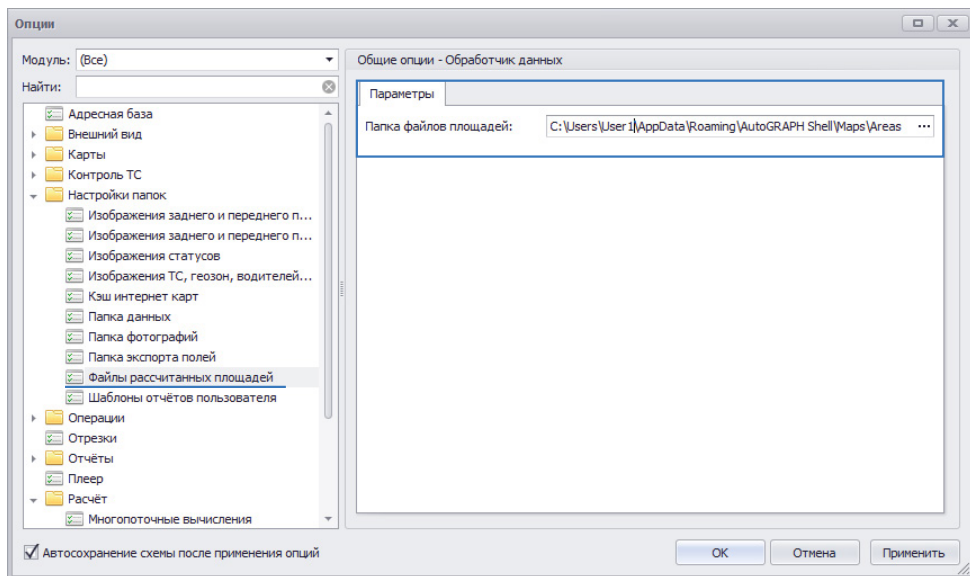 Опции
Модуль: (Все)
Найти:
Адресная база
Внешний вид
Карты
Контроль ТС
Настройки папок
Изображения заднего и переднего п...
Изображения заднего и переднего п...
Изображения статусов
Изображения ТС, геозон, водителей...
Кэш интернет карт
Папка данных
Папка фотографий
Папка экспорта полей
Файлы рассчитанных площадей
Шаблоны отчётов пользователя
Операции
Отрезки
Отчёты
Плеер
Расчёт
Многопоточные вычисления
Общие опции - Обработчик данных
Параметры
Папка файлов площадей: C:\Users\User1\AppData\Roaming\AutoGRAPH Shell\Maps\Areas ...
Автосохранение схемы после применения опций
ОК Отмена Применить